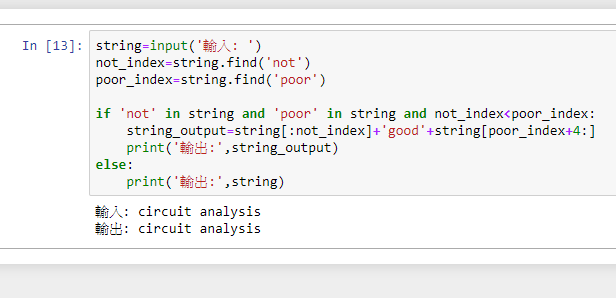 In [13]: string=input('輸入: ')
not_index=string.find('not')
poor_index=string.find('poor')
if 'not' in string and 'poor' in string and not_index<poor_index:
string_output=string[:not_index]+'good'+string[poor_index+4:]
print('輸出:',string_output)
else:
print('輸出:',string)
輸入: circuit analysis
輸出: circuit analysis